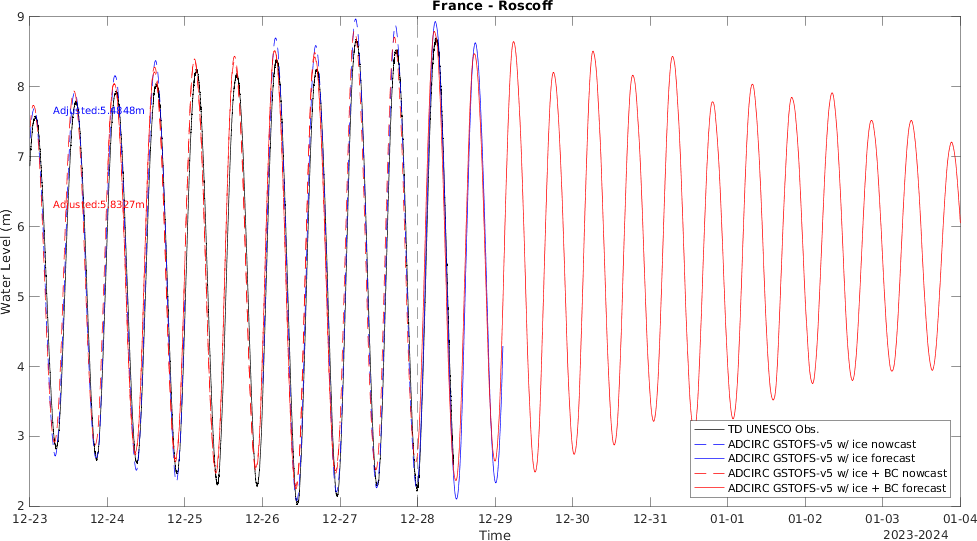 France - Roscoff
9
8
7
6
5
4
3
2
Water Level (m)
Adjusted:5.4848m
Adjusted:5.8327m
TD UNESCO Obs.
ADCIRC GSTOFS-v5 w/ ice nowcast
ADCIRC GSTOFS-v5 w/ ice forecast
ADCIRC GSTOFS-v5 w/ ice + BC nowcast
ADCIRC GSTOFS-v5 w/ ice + BC forecast
12-23 12-24 12-25 12-26 12-27 12-28 12-29 12-30 12-31 01-01 01-02 01-03 01-04
Time
2023-2024